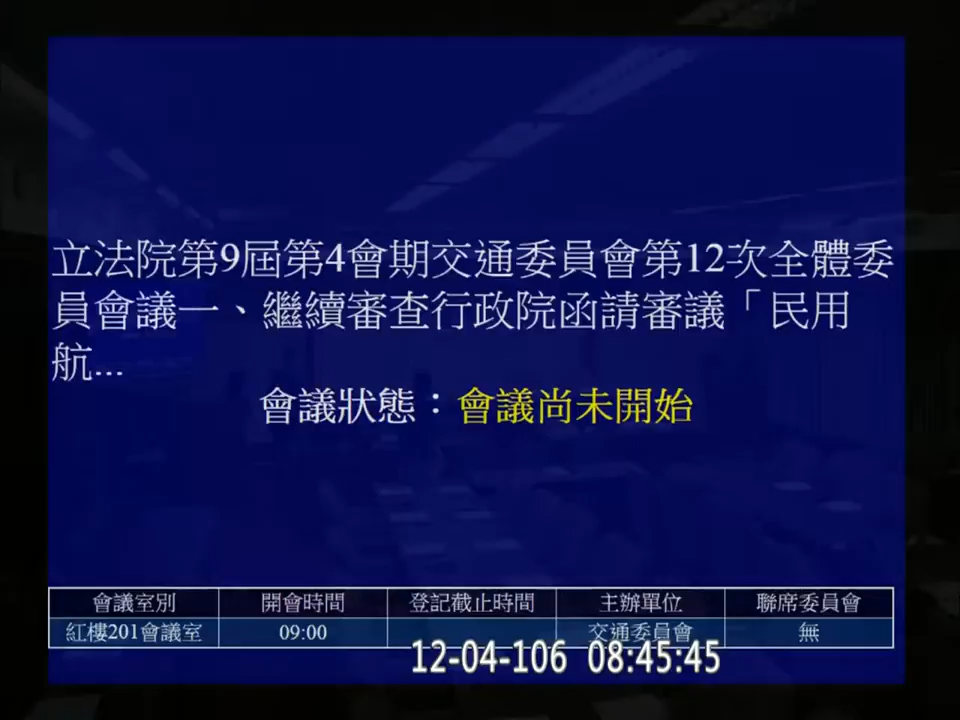 立法院第9屆第4會期交通委員會第12次全體委
員會議一、繼續審查行政院函請審議「民用
航...
會議狀態：會議尚未開始
會議室別 開會時間 登記截止時間 主辦單位 聯席委員會
紅樓201會議室 09:00 交通委員會 無
12-04-106 08:45:45